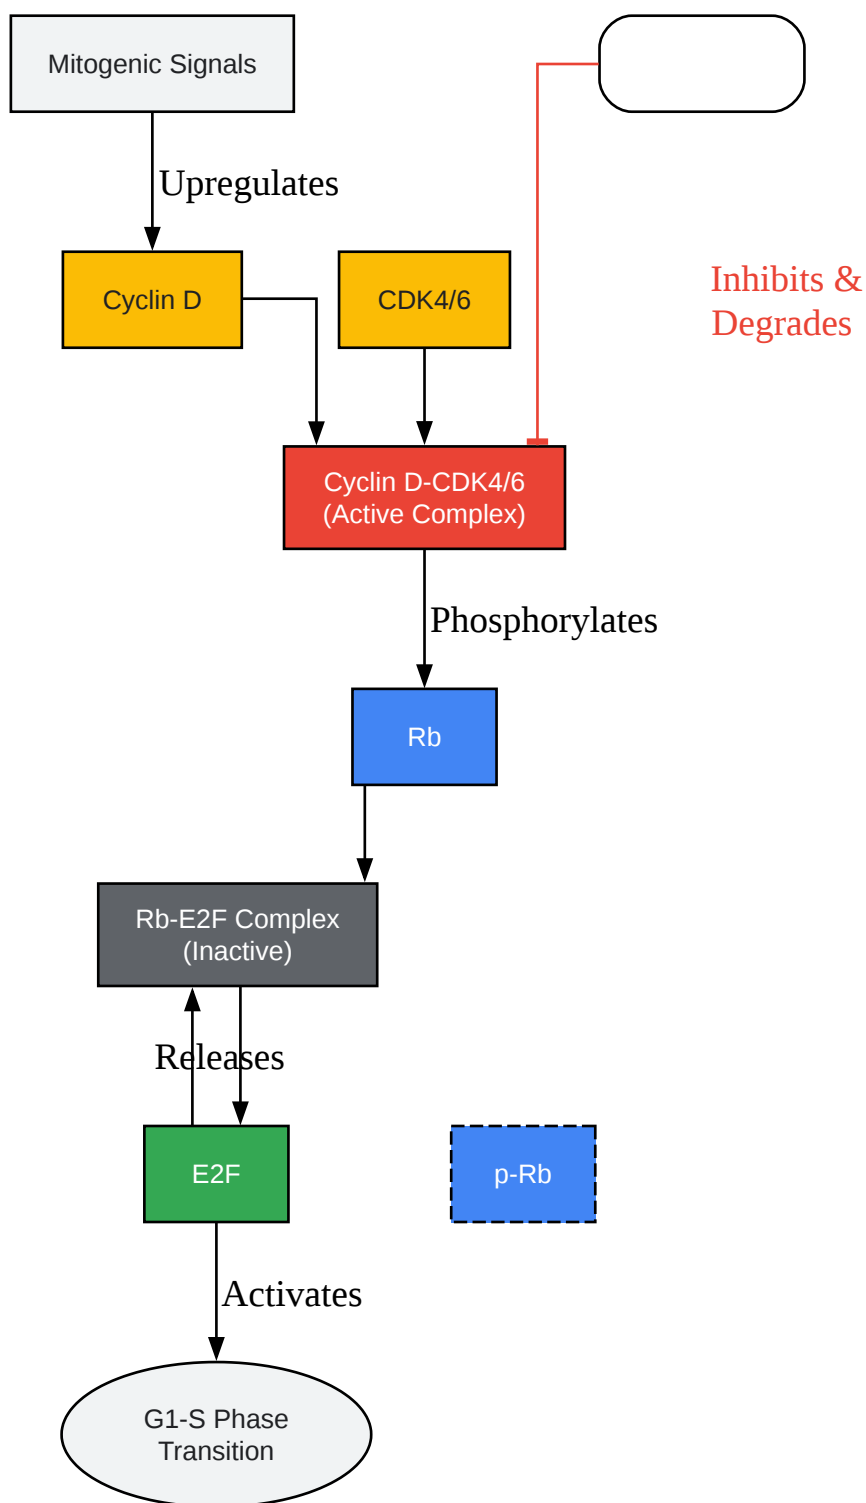 Mitogenic Signals
Upregulates
Cyclin D
CDK4/6
Inhibits &
Degrades
Cyclin D-CDK4/6
(Active Complex)
Phosphorylates
Rb
Rb-E2F Complex
(Inactive)
Releases
E2F
p-Rb
Activates
G1-S Phase
Transition